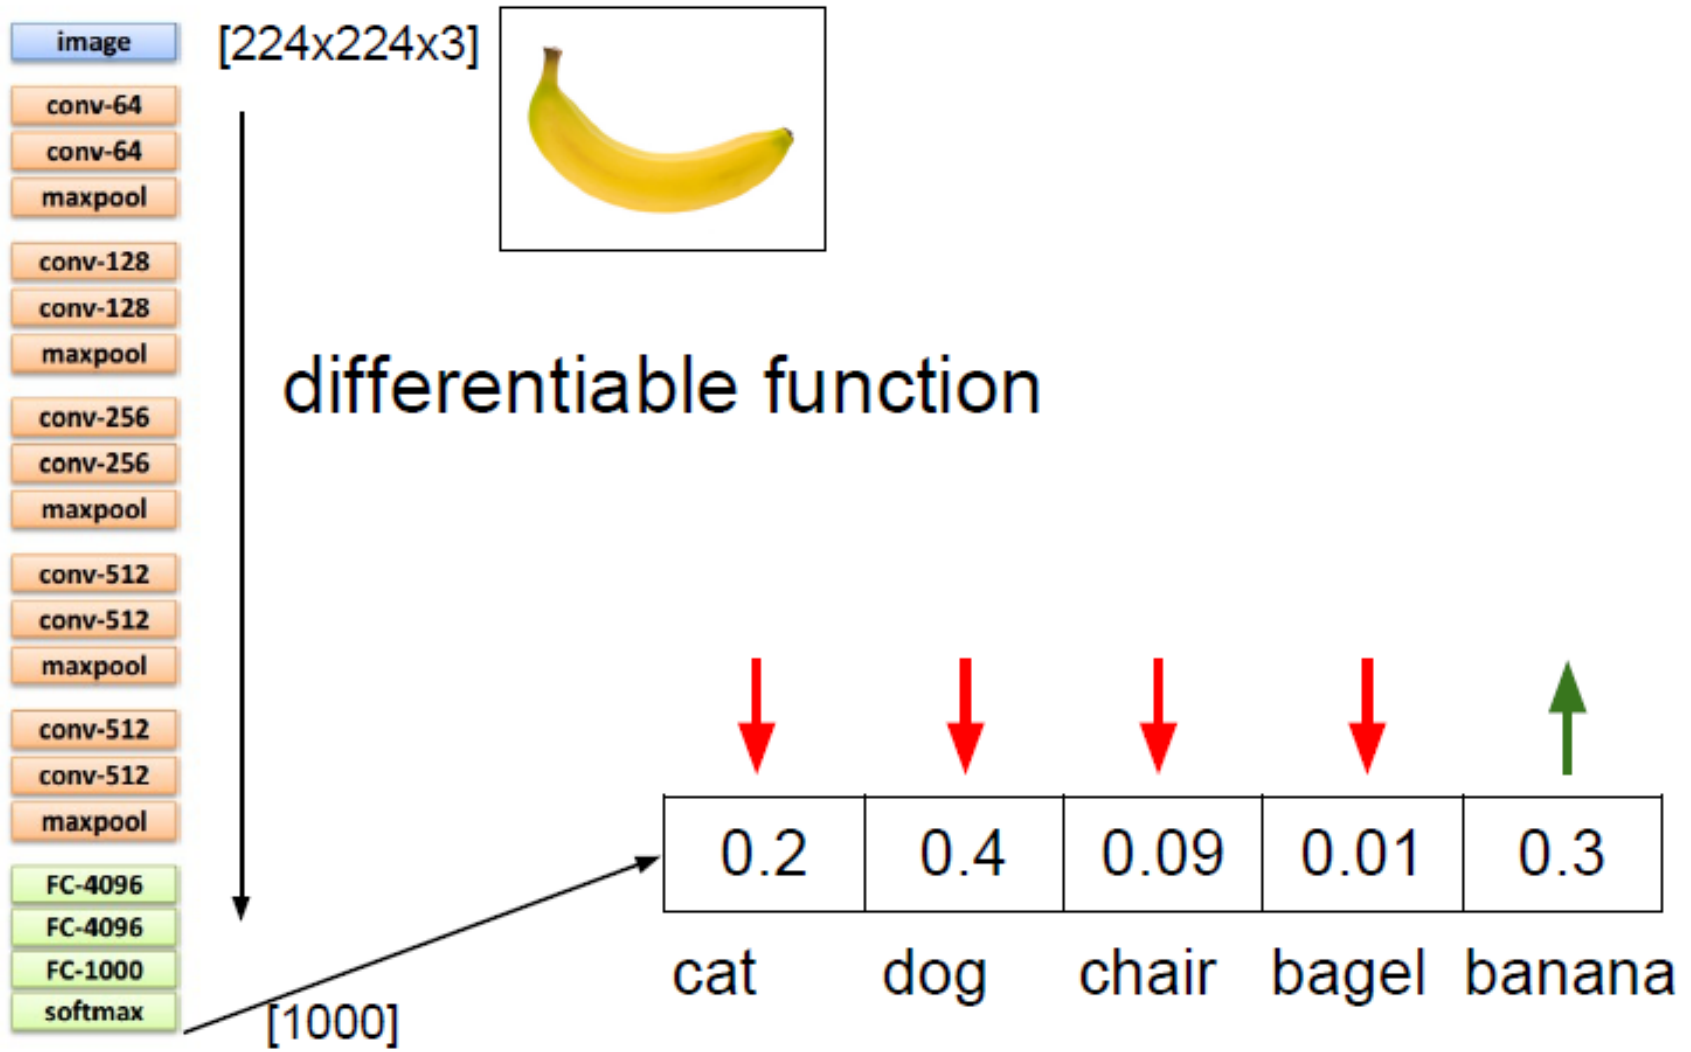 image
[224x224x3]
conv-64
conv-64
maxpool
conv-128
conv-128
maxpool
differentiable function
conv-256
conv-256
maxpool
conv-512
conv-512
maxpool
conv-512
conv-512
maxpool
FC-4096
FC-4096
FC-1000
softmax
[1000]
0.2 0.4 0.09 0.01 0.3
cat dog chair bagel banana